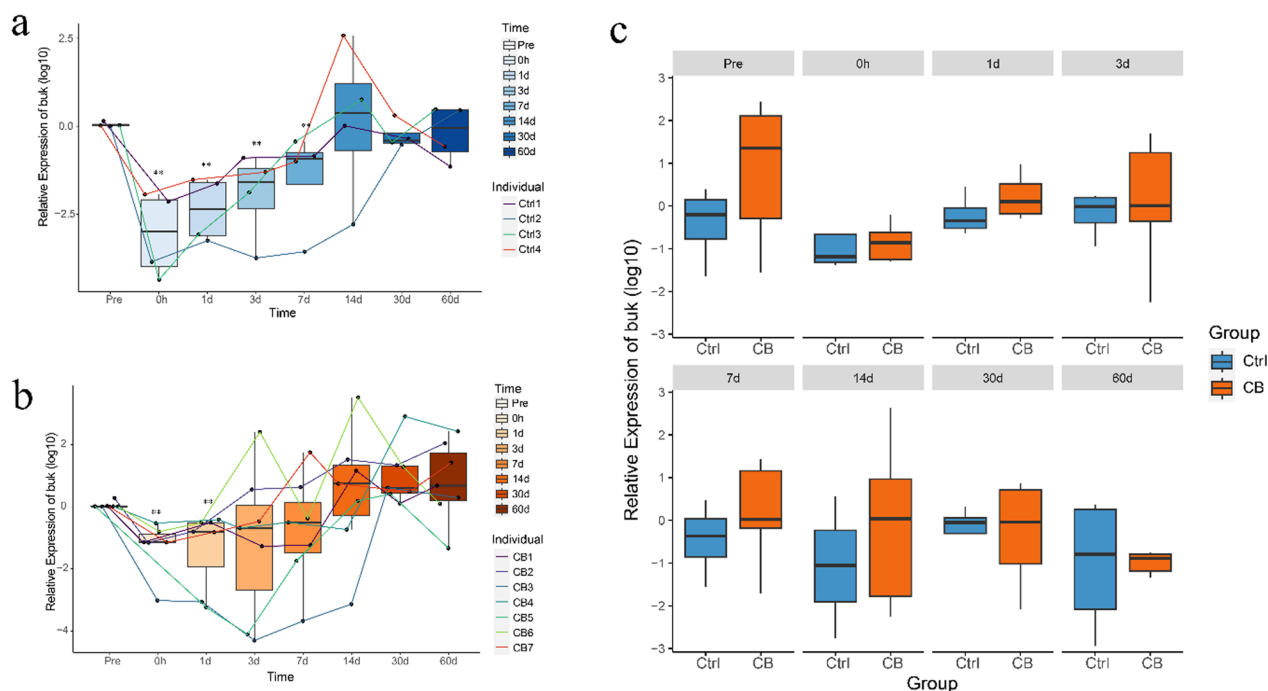 a
Relative Expression of buk (log10)
2.5
0.0
−2.5
**
**
**
**
Pre
0h
1d
3d
7d
14d
30d
60d
Time
Time
Pre
0h
1d
3d
7d
14d
30d
60d
Individual
Ctrl1
Ctrl2
Ctrl3
Ctrl4
b
Relative Expression of buk (log10)
2
0
−2
−4
**
**
Pre
0h
1d
3d
7d
14d
30d
60d
Time
Time
Pre
0h
1d
3d
7d
14d
30d
60d
Individual
CB1
CB2
CB3
CB4
CB5
CB6
CB7
c
Relative Expression of buk (log10)
Pre
0h
1d
3d
3
2
1
0
−1
−2
−3
Ctrl CB Ctrl CB Ctrl CB Ctrl CB
7d
14d
30d
60d
3
2
1
0
−1
−2
−3
Ctrl CB Ctrl CB Ctrl CB Ctrl CB
Group
Group
Ctrl
CB